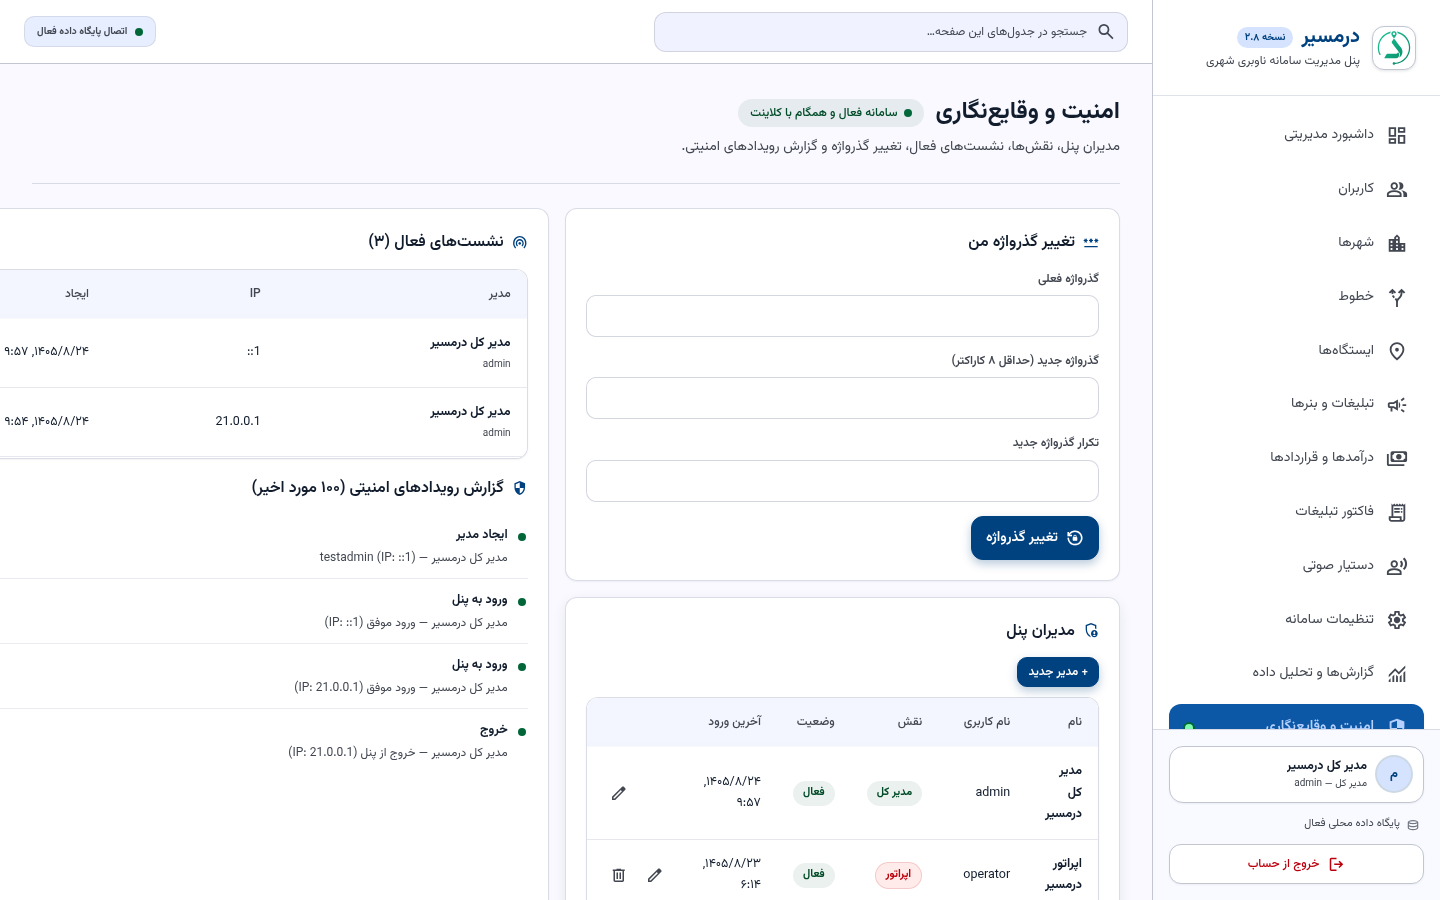 درمسیر
نسخه ۲.۸
پنل مدیریت سامانه ناوبری شهری
داشبورد مدیریتی
کاربران
شهرها
خطوط
ایستگاه‌ها
تبلیغات و بنرها
درآمدها و قراردادها
فاکتور تبلیغات
دستیار صوتی
تنظیمات سامانه
گزارش‌ها و تحلیل داده
امنیت و وقایع‌نگاری
م
مدیر کل درمسیر
مدیر کل — admin
پایگاه داده محلی فعال
خروج از حساب
جستجو در جدول‌های این صفحه...
اتصال پایگاه داده فعال
امنیت و وقایع‌نگاری
سامانه فعال و همگام با کلاینت
مدیران پنل، نقش‌ها، نشست‌های فعال، تغییر گذرواژه و گزارش رویدادهای امنیتی.
تغییر گذرواژه من
گذرواژه فعلی
گذرواژه جدید (حداقل ۸ کاراکتر)
تکرار گذرواژه جدید
تغییر گذرواژه
مدیران پنل
+ مدیر جدید
نام نام کاربری نقش وضعیت آخرین ورود
مدیر کل درمسیر admin مدیر کل فعال ۱۴۰۵/۸/۲۴, ۹:۵۷
اپراتور درمسیر operator اپراتور فعال ۱۴۰۵/۸/۲۳, ۶:۱۴
نشست‌های فعال (۳)
مدیر IP ایجاد
مدیر کل درمسیر ::1 ۱۴۰۵/۸/۲۴, ۹:۵۷
admin
مدیر کل درمسیر 21.0.0.1 ۱۴۰۵/۸/۲۴, ۹:۵۴
admin
گزارش رویدادهای امنیتی (۱۰۰ مورد اخیر)
ایجاد مدیر
مدیر کل درمسیر — testadmin (IP: ::1)
ورود به پنل
مدیر کل درمسیر — ورود موفق (IP: ::1)
ورود به پنل
مدیر کل درمسیر — ورود موفق (IP: 21.0.0.1)
خروج
مدیر کل درمسیر — خروج از پنل (IP: 21.0.0.1)